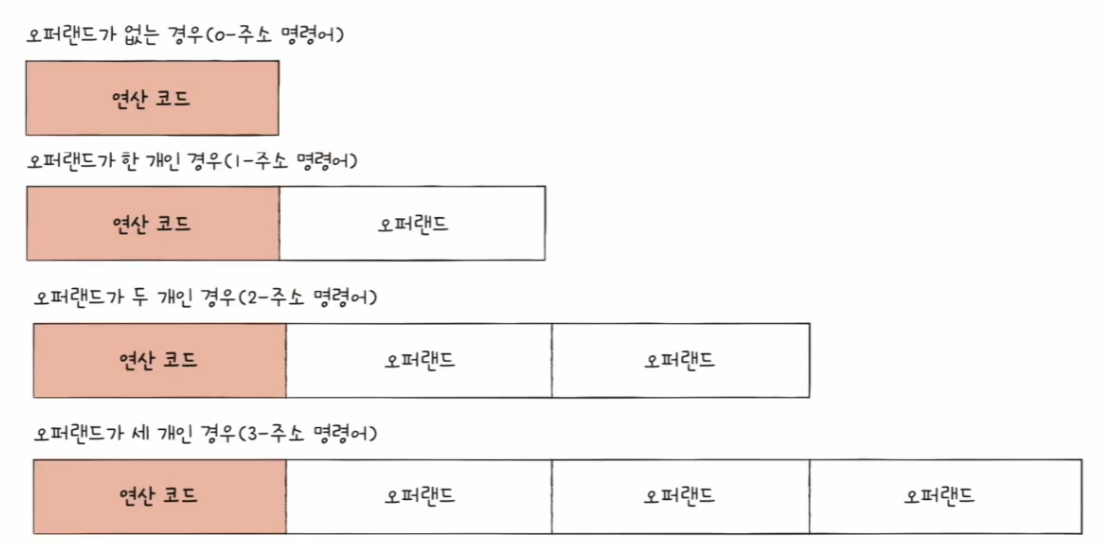 오퍼랜드가 없는 경우(0-주소 명령어)
연산 코드
오퍼랜드가 한 개인 경우(1-주소 명령어)
연산 코드 오퍼랜드
오퍼랜드가 두 개인 경우(2-주소 명령어)
연산 코드 오퍼랜드 오퍼랜드
오퍼랜드가 세 개인 경우(3-주소 명령어)
연산 코드 오퍼랜드 오퍼랜드 오퍼랜드